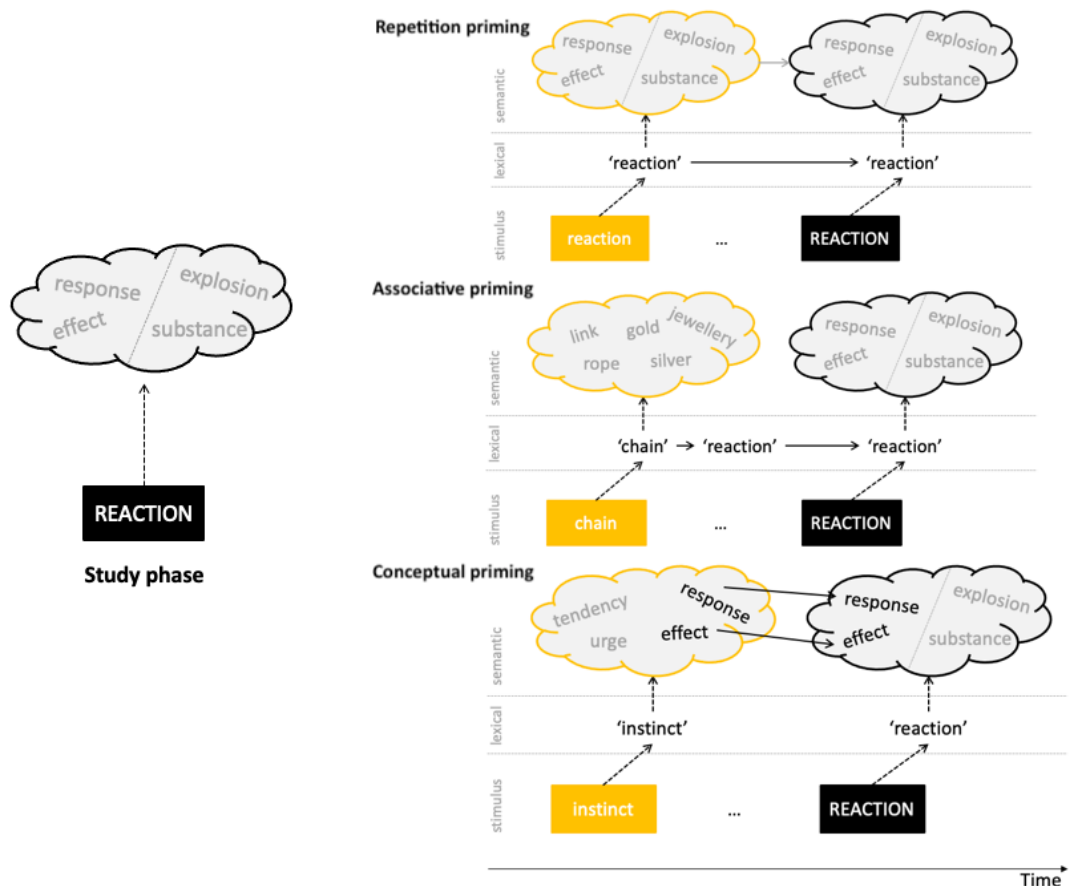 Repetition priming
semantic
response
explosion
effect
substance
response
explosion
effect
substance
lexical
‘reaction’
‘reaction’
stimulus
reaction
...
REACTION
response
explosion
effect
substance
REACTION
Study phase
Associative priming
semantic
link
gold
jewellery
rope
silver
response
explosion
effect
substance
lexical
‘chain’
‘reaction’
‘reaction’
stimulus
chain
...
REACTION
Conceptual priming
semantic
tendency
response
urge
effect
response
explosion
effect
substance
lexical
‘instinct’
‘reaction’
stimulus
instinct
...
REACTION
Time